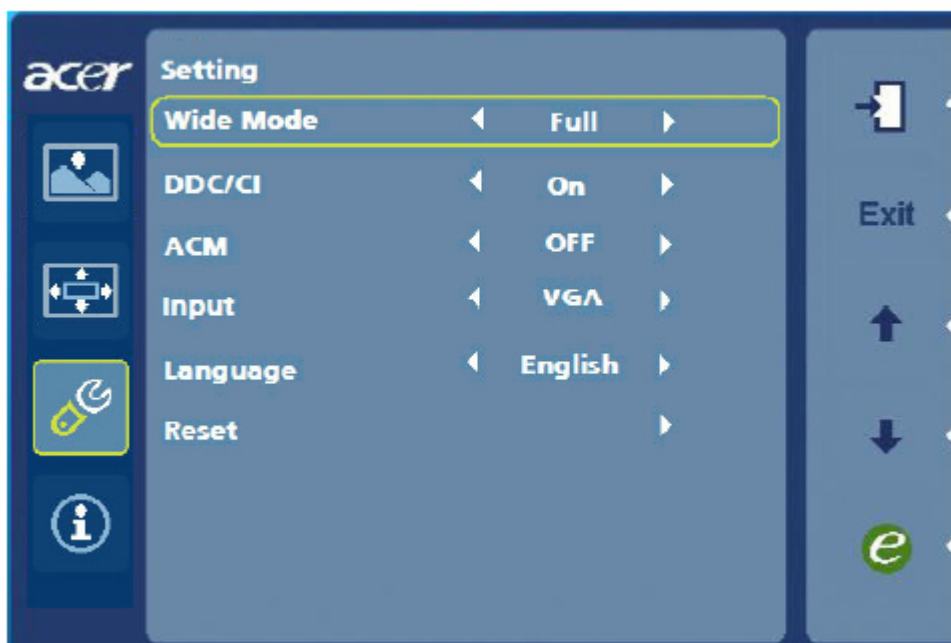 acer
Setting
Wide Mode Full
DDC/CI On
ACM OFF
Input VGA
Language English
Reset
Exit
e